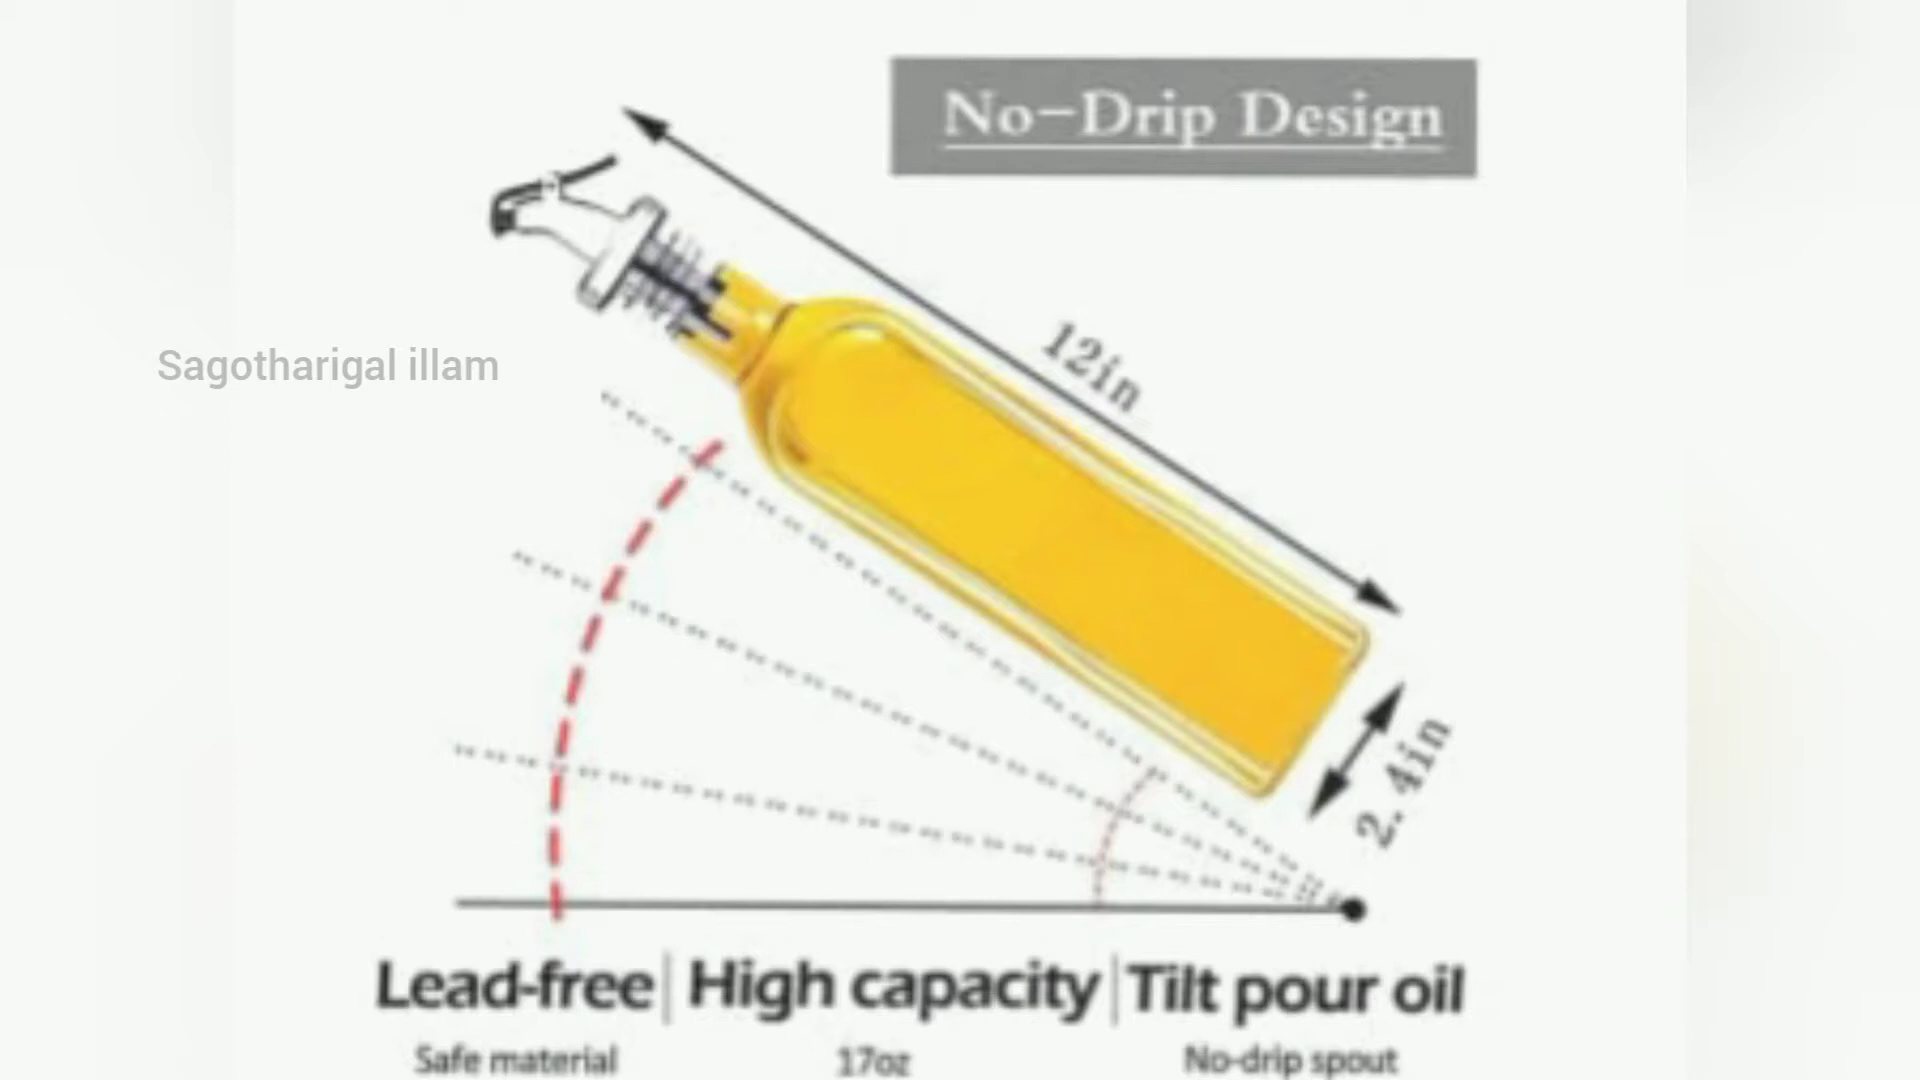 No-Drip Design
12in
Sagotharigal illam
2.4in
Lead-free High capacity Tilt pour oil
Safe material 17oz No-drip spout